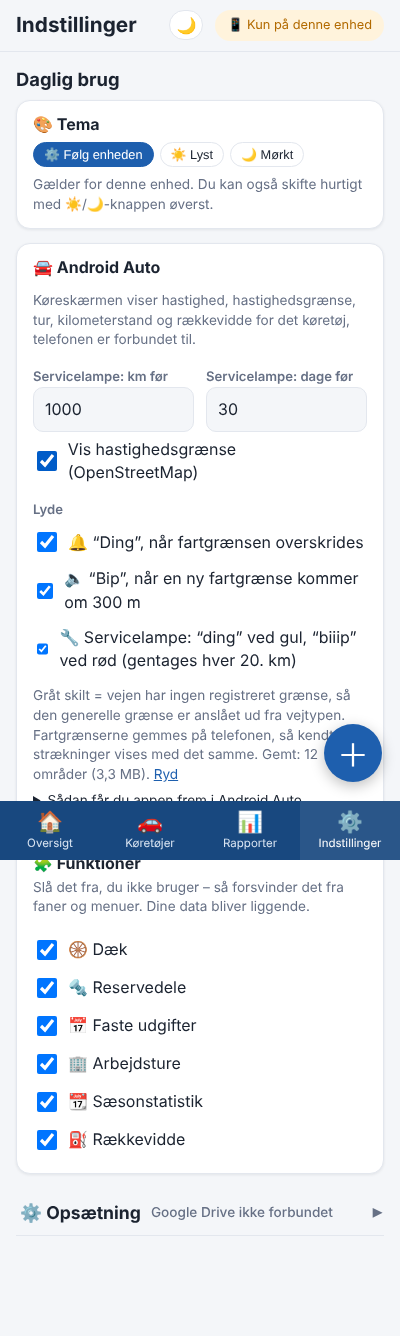 Indstillinger
🌙
📱 Kun på denne enhed
Daglig brug
🎨 Tema
⚙️ Følg enheden
☀️ Lyst
🌙 Mørkt
Gælder for denne enhed. Du kan også skifte hurtigt
med ☀️/🌙-knappen øverst.
🚘 Android Auto
Køreskærmen viser hastighed, hastighedsgrænse,
tur, kilometerstand og rækkevidde for det køretøj,
telefonen er forbundet til.
Servicelampe: km før
Servicelampe: dage før
1000
30
Vis hastighedsgrænse
(OpenStreetMap)
Lyde
🔔 “Ding”, når fartgrænsen overskrides
🔈 “Bip”, når en ny fartgrænse kommer
om 300 m
🔧 Servicelampe: “ding” ved gul, “biiip”
ved rød (gentages hver 20. km)
Gråt skilt = vejen har ingen registreret grænse, så
den generelle grænse er anslået ud fra vejtypen.
Fartgrænserne gemmes på telefonen, så
strækninger vises med det samme. Gemt: 12
områder (3,3 MB). Ryd
▶ Sådan får du appen frem i Android Auto
🏠 Oversigt
🚗 Køretøjer
📊 Rapporter
⚙️ Indstillinger
🧩 Funktioner
Slå det fra, du ikke bruger – så forsvinder det fra
faner og menuer. Dine data bliver liggende.
🛞 Dæk
🔩 Reservedele
📅 Faste udgifter
🏢 Arbejdsture
📆 Sæsonstatistik
⛽ Rækkevidde
⚙️ Opsætning
Google Drive ikke forbundet
▶